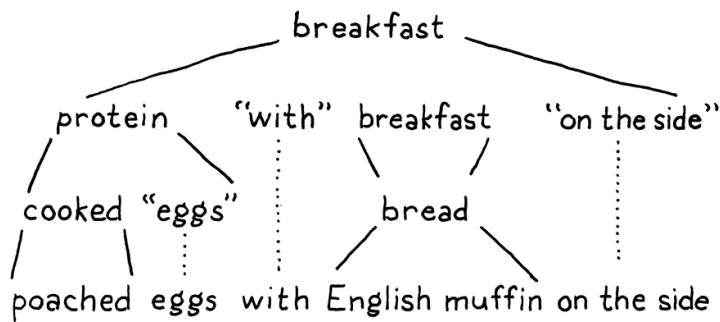 breakfast
protein “with” breakfast “on the side”
cooked “eggs” bread
poached eggs with English muffin on the side